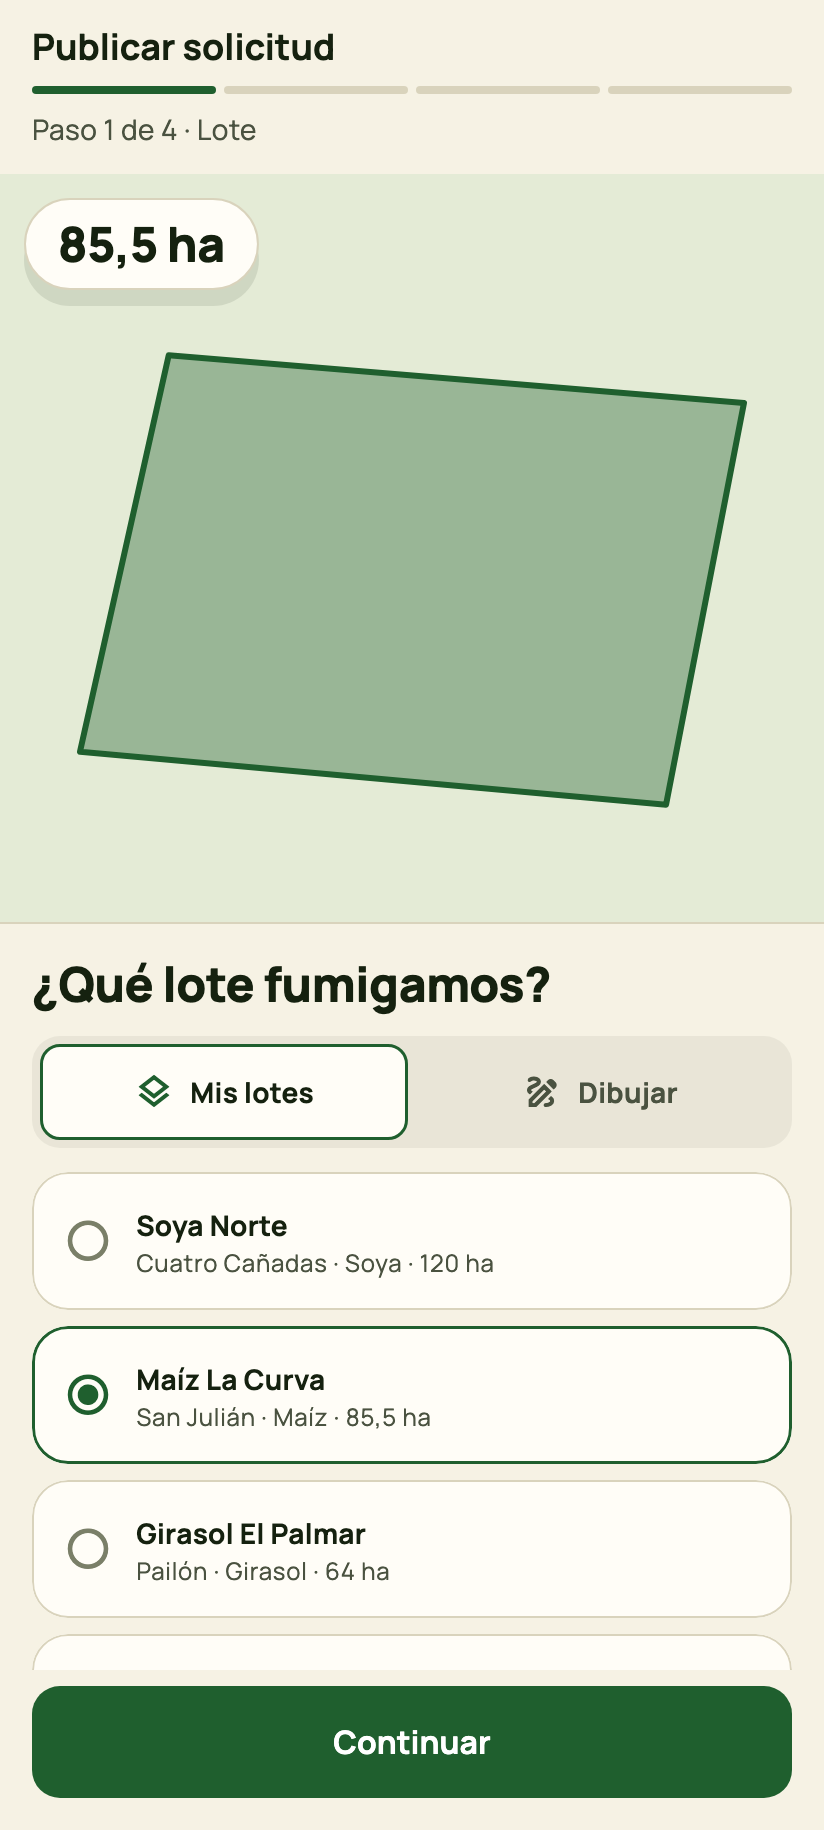 Publicar solicitud
Paso 1 de 4 · Lote
85,5 ha
¿Qué lote fumigamos?
Mis lotes
Dibujar
Soya Norte
Cuatro Cañadas · Soya · 120 ha
Maíz La Curva
San Julián · Maíz · 85,5 ha
Girasol El Palmar
Pailón · Girasol · 64 ha
Continuar